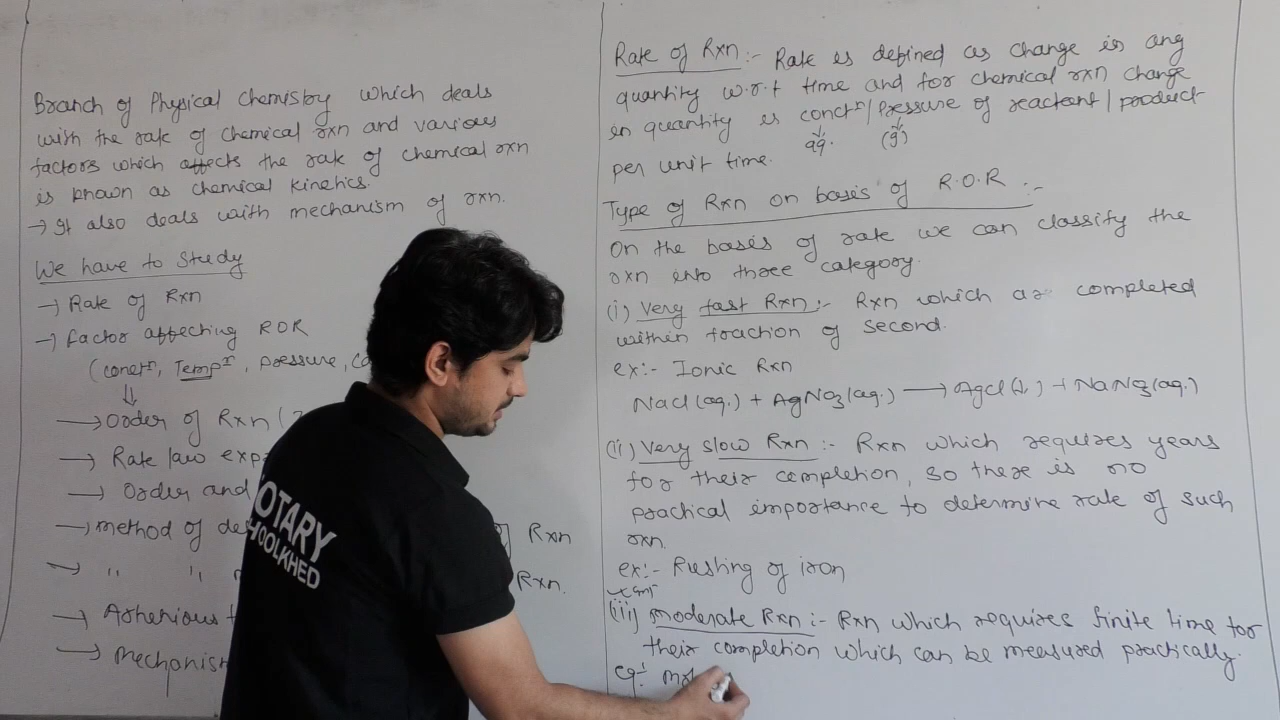 Branch of Physical Chemistry which deals
with the rate of chemical rxn and various
factors which affects the rate of chemical rxn
is known as chemical Kinetics.
→ It also deals with mechanism of rxn.
We have to Study
→ Rate of Rxn
→ factor affecting ROR
(conctn, Temp^r, pressure,
⇓
→ Order of Rxn (
→ Rate law
→ Order and
→ method of Rxn
→ " " Rxn.
→
→ Mechanis
OTARY
HOOLKHED
Rate of Rxn :- Rate is defined as change in any
quantity w.r.t time and for chemical rxn change
in quantity is conct^n/Pressure of reactant/product
aq. (g)
per unit time.
Type of Rxn on bases of R.O.R :-
On the bases of rate we can classify the
rxn into three category.
(i) Very fast Rxn :- Rxn which are completed
within fraction of second.
ex:- Ionic Rxn
NaCl(aq.) + AgNO3(aq.) → AgCl(↓) + NaNO3(aq.)
(ii) Very slow Rxn :- Rxn which requires years
for their completion, so there is no
practical importance to determine rate of such
rxn.
ex:- Rusting of iron
(iii) moderate Rxn :- Rxn which requires finite time for
their completion which can be measured practically.
eg:-